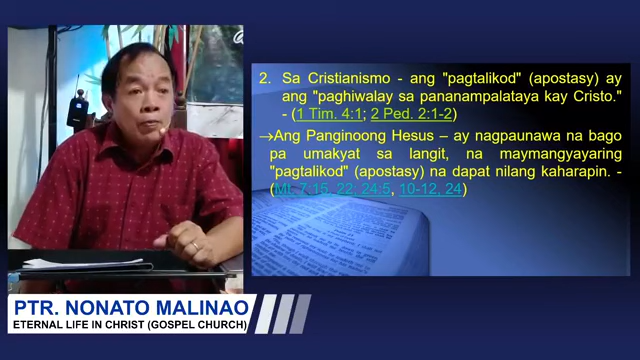 2. Sa Cristianismo - ang "pagtalikod" (apostasy) ay
ang "paghiwalay sa pananampalataya kay Cristo."
- (1 Tim. 4:1; 2 Ped. 2:1-2)
→Ang Panginoong Hesus – ay nagpaunawa na bago
pa umakyat sa langit, na maymangyayaring
"pagtalikod" (apostasy) na dapat nilang kaharapin. -
(Mt. 7:15, 22; 24:5, 10-12, 24)
PTR. NONATO MALINAO
ETERNAL LIFE IN CHRIST (GOSPEL CHURCH)